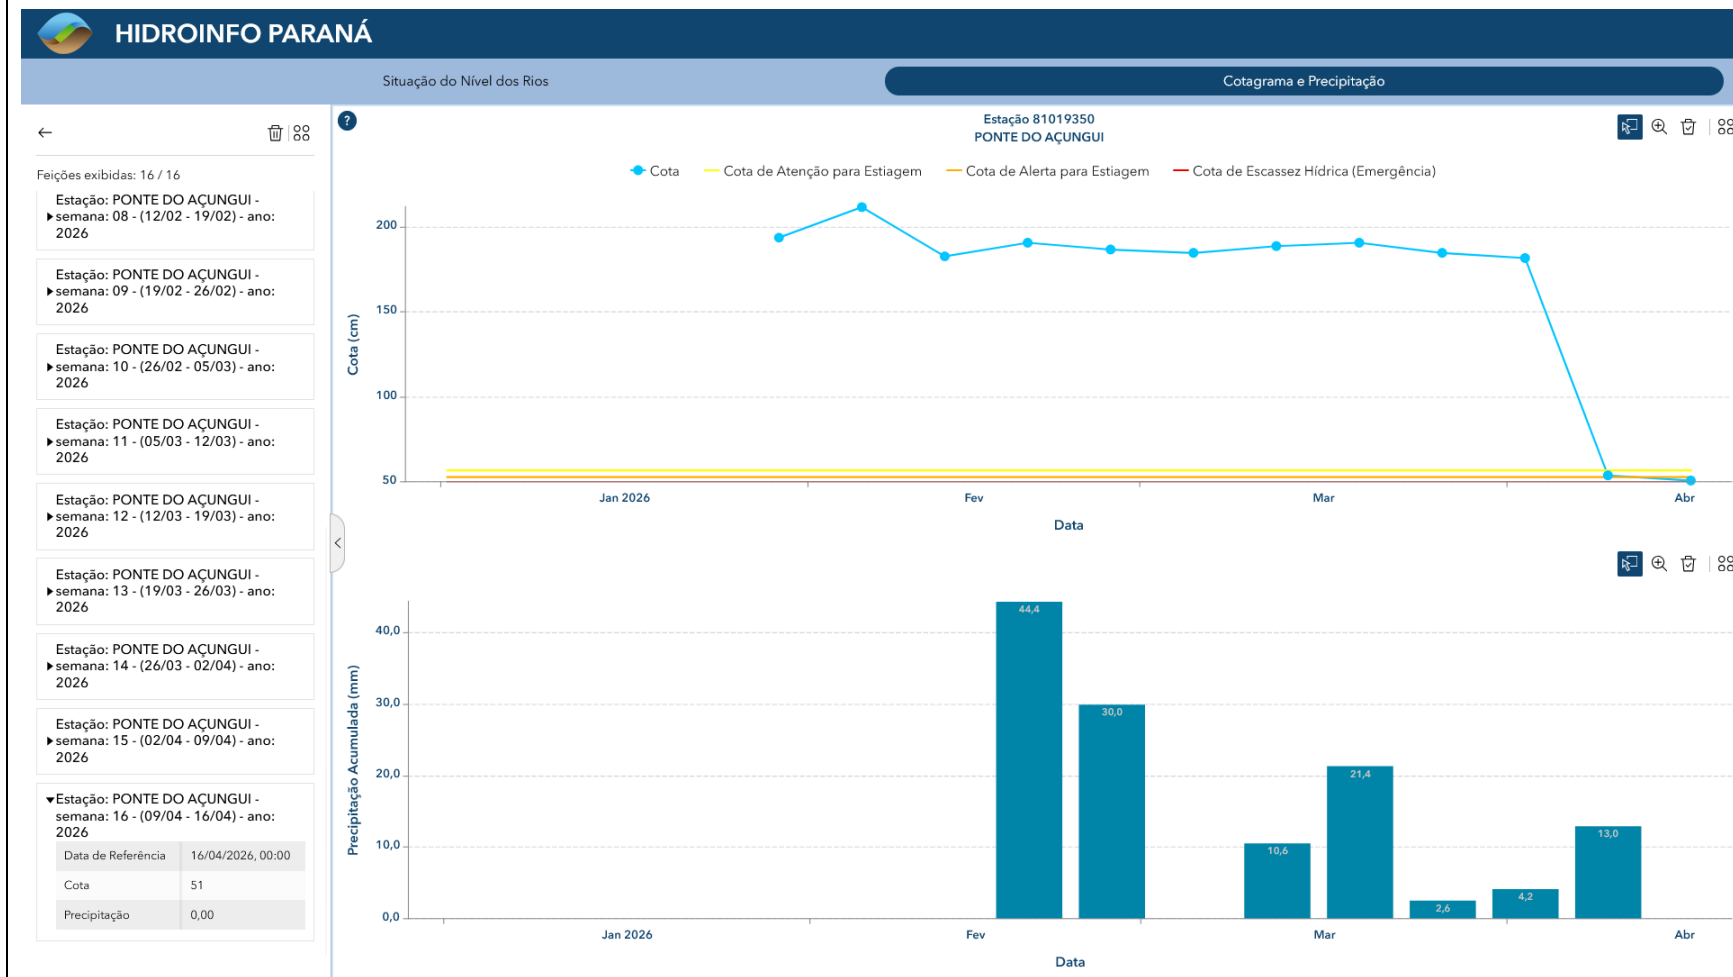 HIDROINFO PARANÁ
Situação do Nível dos Rios
Cotagrama e Precipitação
Feições exibidas: 16 / 16
Estação: PONTE DO AÇUNGUI -
semana: 08 - (12/02 - 19/02) - ano:
2026
Estação: PONTE DO AÇUNGUI -
semana: 09 - (19/02 - 26/02) - ano:
2026
Estação: PONTE DO AÇUNGUI -
semana: 10 - (26/02 - 05/03) - ano:
2026
Estação: PONTE DO AÇUNGUI -
semana: 11 - (05/03 - 12/03) - ano:
2026
Estação: PONTE DO AÇUNGUI -
semana: 12 - (12/03 - 19/03) - ano:
2026
Estação: PONTE DO AÇUNGUI -
semana: 13 - (19/03 - 26/03) - ano:
2026
Estação: PONTE DO AÇUNGUI -
semana: 14 - (26/03 - 02/04) - ano:
2026
Estação: PONTE DO AÇUNGUI -
semana: 15 - (02/04 - 09/04) - ano:
2026
Estação: PONTE DO AÇUNGUI -
semana: 16 - (09/04 - 16/04) - ano:
2026
Data de Referência 16/04/2026, 00:00
Cota 51
Precipitação 0,00
?
Estação 81019350
PONTE DO AÇUNGUI
Cota Cota de Atenção para Estiagem Cota de Alerta para Estiagem Cota de Escassez Hídrica (Emergência)
Cota (cm)
200
150
100
50
Jan 2026 Fev Mar Abr
Data
Precipitação Acumulada (mm)
40,0
30,0
20,0
10,0
0,0
44,4
30,0
10,6
21,4
2,6
4,2
13,0
Jan 2026 Fev Mar Abr
Data